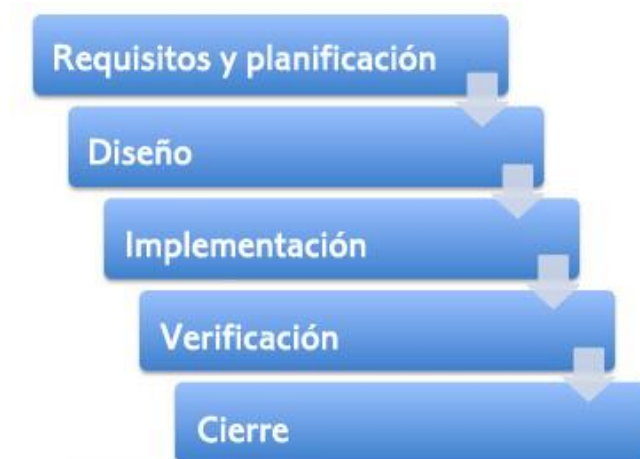 Requisitos y planificación
Diseño
Implementación
Verificación
Cierre